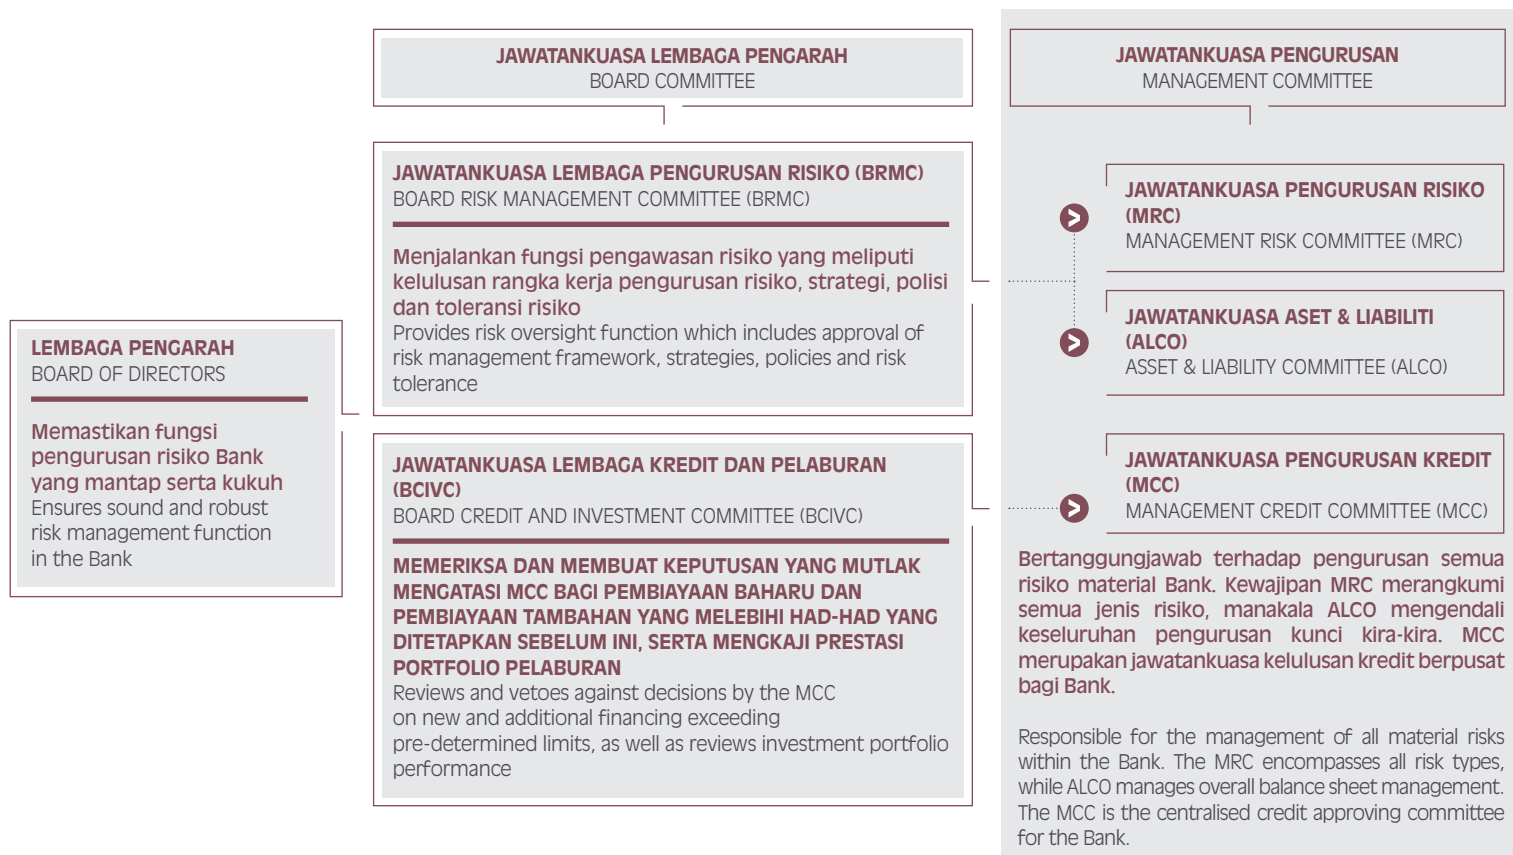 JAWATANKUASA LEMBAGA PENGARAH
BOARD COMMITTEE
JAWATANKUASA PENGURUSAN
MANAGEMENT COMMITTEE
LEMBAGA PENGARAH
BOARD OF DIRECTORS
Memastikan fungsi
pengurusan risiko Bank
yang mantap serta kukuh
Ensures sound and robust
risk management function
in the Bank
JAWATANKUASA LEMBAGA PENGURUSAN RISIKO (BRMC)
BOARD RISK MANAGEMENT COMMITTEE (BRMC)
Menjalankan fungsi pengawasan risiko yang meliputi
kelulusan rangka kerja pengurusan risiko, strategi, polisi
dan toleransi risiko
Provides risk oversight function which includes approval of
risk management framework, strategies, policies and risk
tolerance
JAWATANKUASA LEMBAGA KREDIT DAN PELABURAN
(BCIVC)
BOARD CREDIT AND INVESTMENT COMMITTEE (BCIVC)
MEMERIKSA DAN MEMBUAT KEPUTUSAN YANG MUTLAK
MENGATASI MCC BAGI PEMBIAYAAN BAHARU DAN
PEMBIAYAAN TAMBAHAN YANG MELEBIHI HAD-HAD YANG
DITETAPKAN SEBELUM INI, SERTA MENGKAJI PRESTASI
PORTFOLIO PELABURAN
Reviews and vetoes against decisions by the MCC
on new and additional financing exceeding
pre-determined limits, as well as reviews investment portfolio
performance
JAWATANKUASA PENGURUSAN RISIKO
(MRC)
MANAGEMENT RISK COMMITTEE (MRC)
JAWATANKUASA ASET & LIABILITI
(ALCO)
ASSET & LIABILITY COMMITTEE (ALCO)
JAWATANKUASA PENGURUSAN KREDIT
(MCC)
MANAGEMENT CREDIT COMMITTEE (MCC)
Bertanggungjawab terhadap pengurusan semua
risiko material Bank. Kewajipan MRC merangkumi
semua jenis risiko, manakala ALCO mengendali
keseluruhan pengurusan kunci kira-kira. MCC
merupakan jawatankuasa kelulusan kredit berpusat
bagi Bank.
Responsible for the management of all material risks
within the Bank. The MRC encompasses all risk types,
while ALCO manages overall balance sheet management.
The MCC is the centralised credit approving committee
for the Bank.